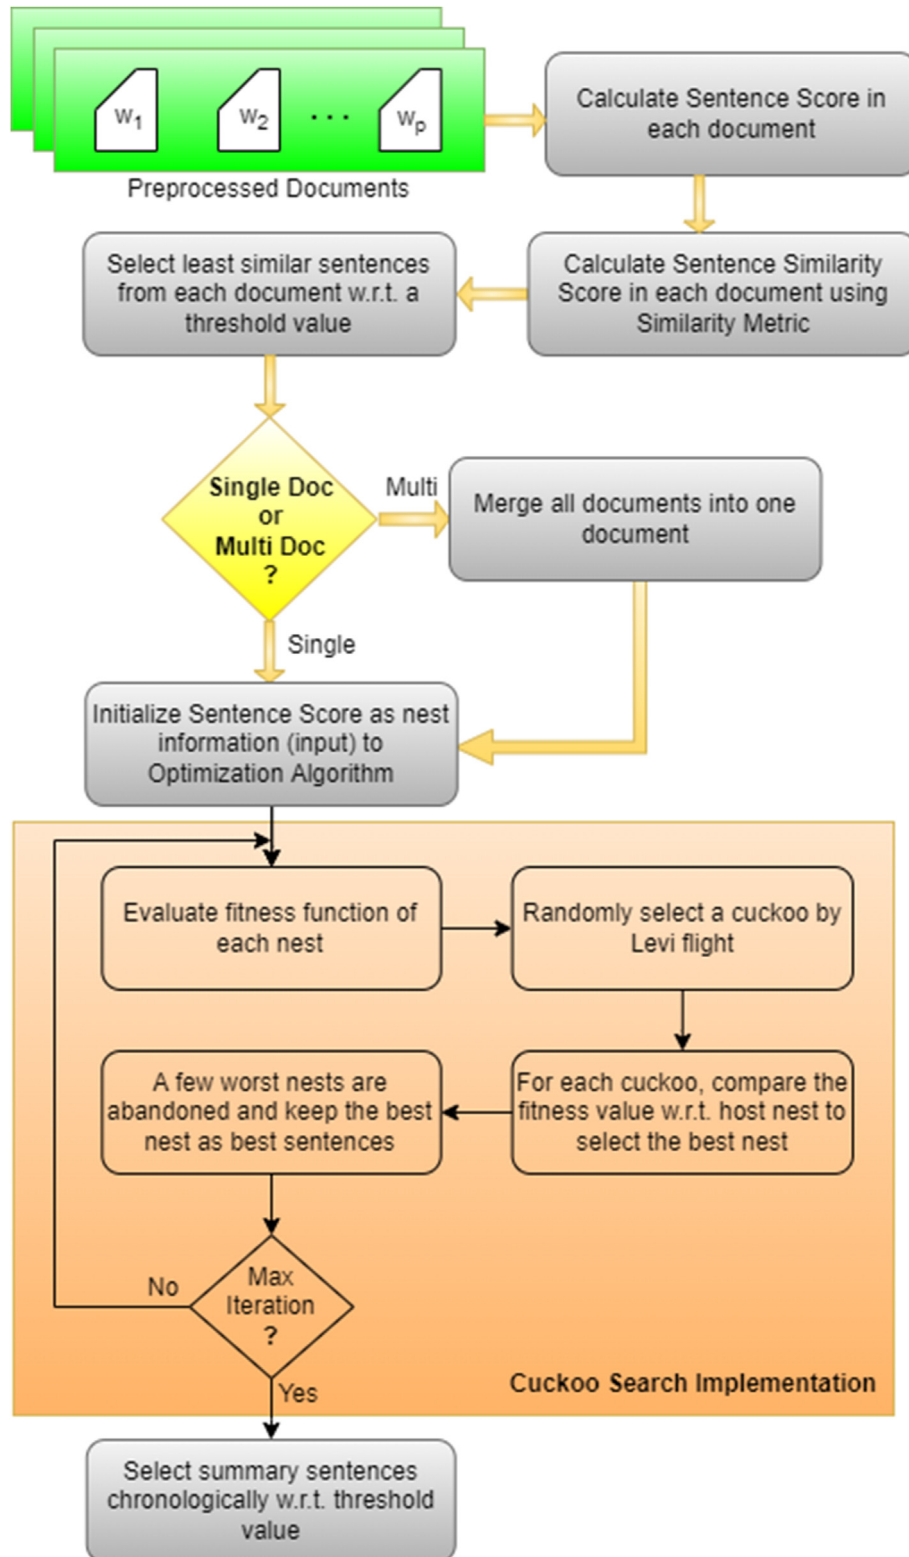 w1 w2 ... wp
Preprocessed Documents
Calculate Sentence Score in
each document
Calculate Sentence Similarity
Score in each document using
Similarity Metric
Select least similar sentences
from each document w.r.t. a
threshold value
Single Doc
or
Multi Doc
?
Multi
Merge all documents into one
document
Single
Initialize Sentence Score as nest
information (input) to
Optimization Algorithm
Evaluate fitness function of
each nest
Randomly select a cuckoo by
Levi flight
For each cuckoo, compare the
fitness value w.r.t. host nest to
select the best nest
A few worst nests are
abandoned and keep the best
nest as best sentences
Max
Iteration
?
No
Yes
Cuckoo Search Implementation
Select summary sentences
chronologically w.r.t. threshold
value